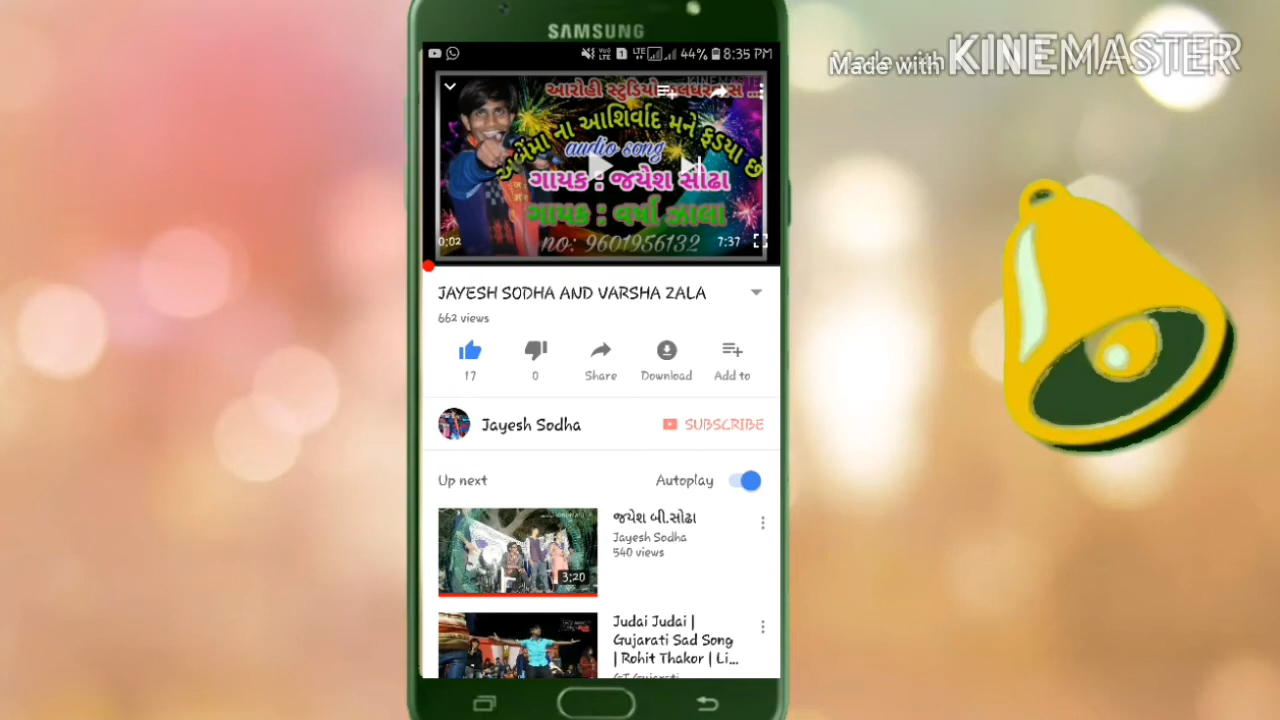 Made with KINEMASTER
SAMSUNG
LTE 44% 8:35 PM
KINEMASTER
આરોહી સ્ટુડિયો
અર્બેમા ના આશિર્વાદ મને ફળ્યા છે
audio song
ગાયક : જયેશ સોઢા
ગાયક : વર્ષા ઝાલા
no: 9601956132
0:02
7:37
JAYESH SODHA AND VARSHA ZALA
662 views
17 0 Share Download Add to
Jayesh Sodha SUBSCRIBE
Up next Autoplay
જયેશ બી.સોઢા
Jayesh Sodha
540 views
3:20
Judai Judai |
Gujarati Sad Song
| Rohit Thakor | Li...